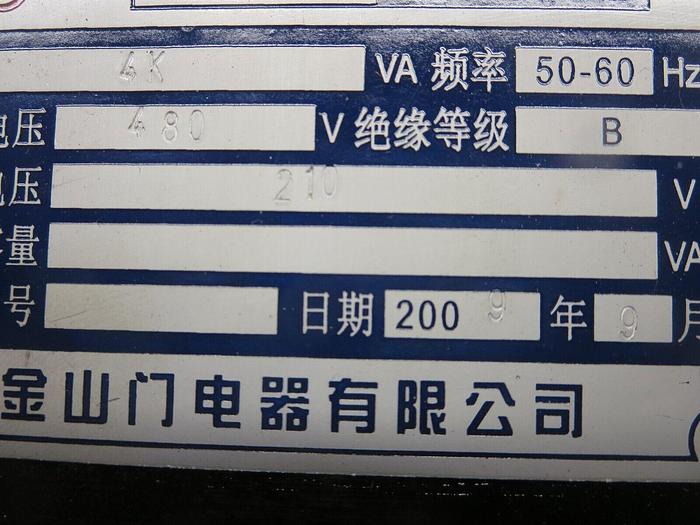 4K VA 频率 50-60 Hz
电压 480 V 绝缘等级 B
电压 210 V
量 VA
号 日期 2009 年 9 月
金山门电器有限公司